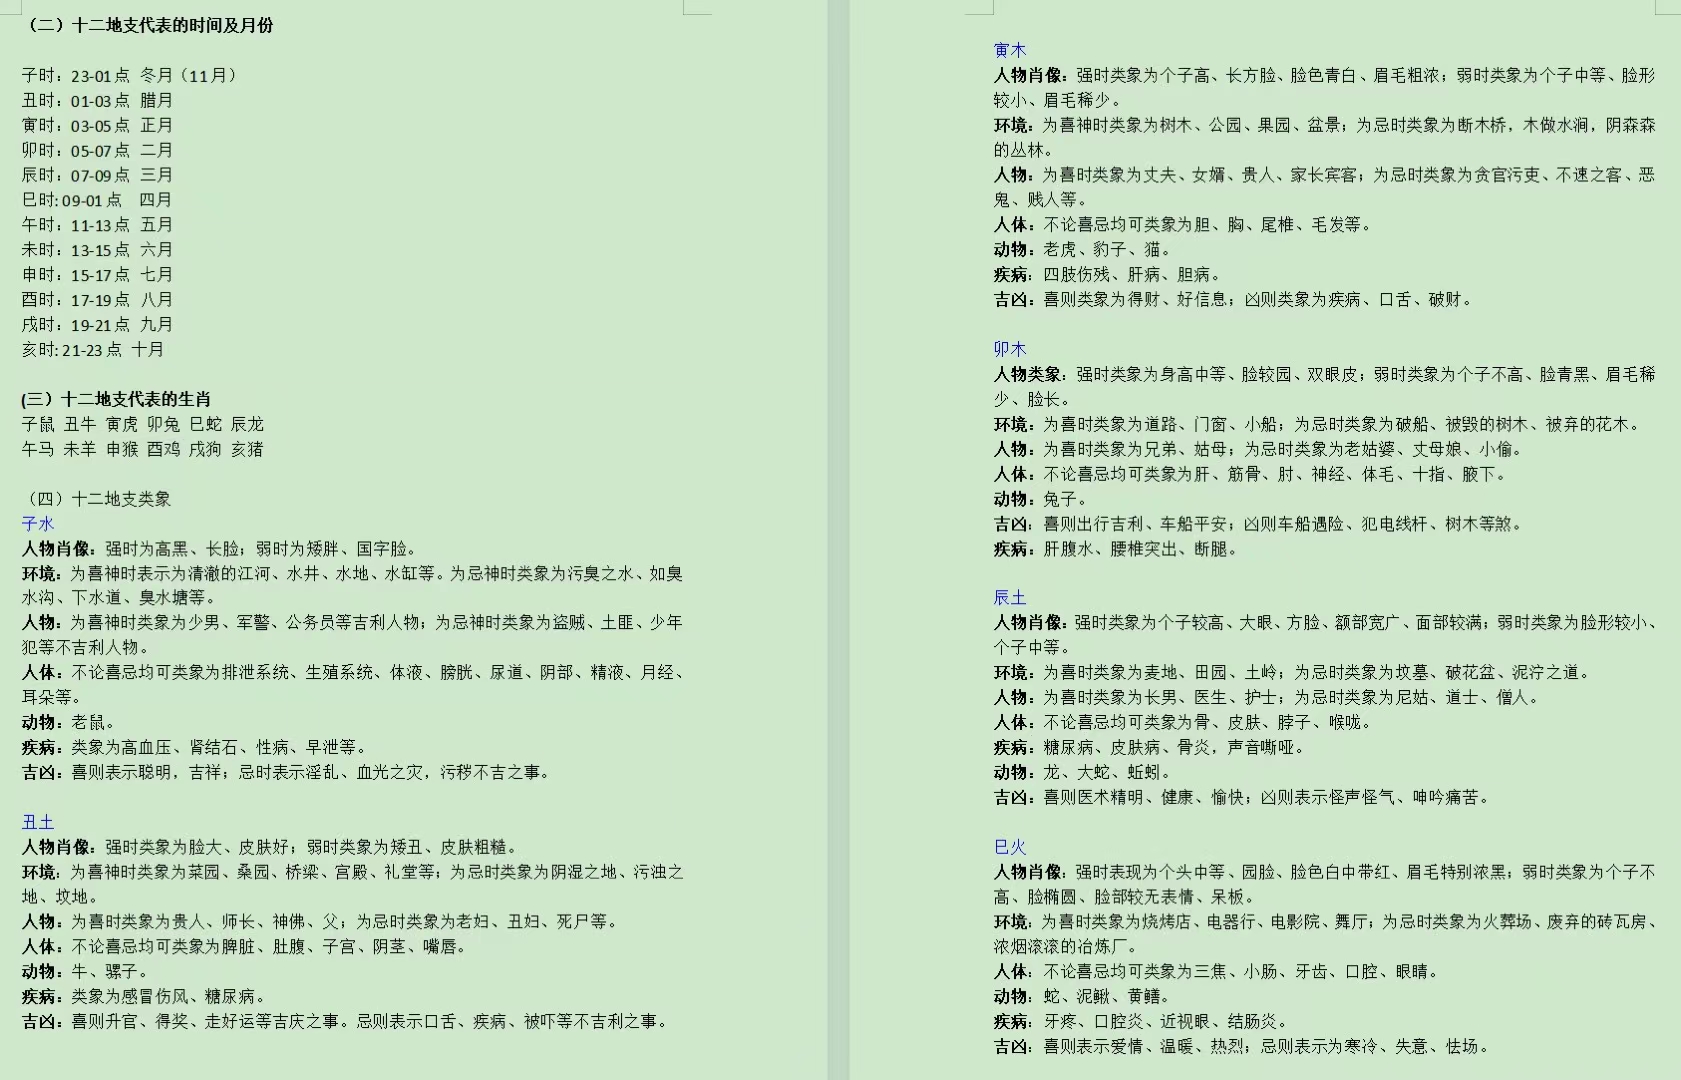 （二）十二地支代表的时间及月份
子时：23-01点 冬月（11月）
丑时：01-03点 腊月
寅时：03-05点 正月
卯时：05-07点 二月
辰时：07-09点 三月
巳时: 09-01点 四月
午时：11-13点 五月
未时：13-15点 六月
申时：15-17点 七月
酉时：17-19点 八月
戌时：19-21点 九月
亥时: 21-23点 十月
(三）十二地支代表的生肖
子鼠 丑牛 寅虎 卯兔 巳蛇 辰龙
午马 未羊 申猴 酉鸡 戌狗 亥猪
（四）十二地支类象
子水
人物肖像：强时为高黑、长脸；弱时为矮胖、国字脸。
环境：为喜神时表示为清澈的江河、水井、水地、水缸等。为忌神时类象为污臭之水、如臭
水沟、下水道、臭水塘等。
人物：为喜神时类象为少男、军警、公务员等吉利人物；为忌神时类象为盗贼、土匪、少年
犯等不吉利人物。
人体：不论喜忌均可类象为排泄系统、生殖系统、体液、膀胱、尿道、阴部、精液、月经、
耳朵等。
动物：老鼠。
疾病：类象为高血压、肾结石、性病、早泄等。
吉凶：喜则表示聪明，吉祥；忌时表示淫乱、血光之灾，污秽不吉之事。
丑土
人物肖像：强时类象为脸大、皮肤好；弱时类象为矮丑、皮肤粗糙。
环境：为喜神时类象为菜园、桑园、桥梁、宫殿、礼堂等；为忌时类象为阴湿之地、污浊之
地、坟地。
人物：为喜时类象为贵人、师长、神佛、父；为忌时类象为老妇、丑妇、死尸等。
人体：不论喜忌均可类象为脾脏、肚腹、子宫、阴茎、嘴唇。
动物：牛、骡子。
疾病：类象为感冒伤风、糖尿病。
吉凶：喜则升官、得奖、走好运等吉庆之事。忌则表示口舌、疾病、被吓等不吉利之事。
寅木
人物肖像：强时类象为个子高、长方脸、脸色青白、眉毛粗浓；弱时类象为个子中等、脸形
较小、眉毛稀少。
环境：为喜神时类象为树木、公园、果园、盆景；为忌时类象为断木桥，木做水涧，阴森森
的丛林。
人物：为喜时类象为丈夫、女婿、贵人、家长宾客；为忌时类象为贪官污吏、不速之客、恶
鬼、贱人等。
人体：不论喜忌均可类象为胆、胸、尾椎、毛发等。
动物：老虎、豹子、猫。
疾病：四肢伤残、肝病、胆病。
吉凶：喜则类象为得财、好信息；凶则类象为疾病、口舌、破财。
卯木
人物类象：强时类象为身高中等、脸较园、双眼皮；弱时类象为个子不高、脸青黑、眉毛稀
少、脸长。
环境：为喜时类象为道路、门窗、小船；为忌时类象为破船、被毁的树木、被弃的花木。
人物：为喜时类象为兄弟、姑母；为忌时类象为老姑婆、丈母娘、小偷。
人体：不论喜忌均可类象为肝、筋骨、肘、神经、体毛、十指、腋下。
动物：兔子。
吉凶：喜则出行吉利、车船平安；凶则车船遇险、犯电线杆、树木等煞。
疾病：肝腹水、腰椎突出、断腿。
辰土
人物肖像：强时类象为个子较高、大眼、方脸、额部宽广、面部较满；弱时类象为脸形较小、
个子中等。
环境：为喜时类象为麦地、田园、土岭；为忌时类象为坟墓、破花盆、泥泞之道。
人物：为喜时类象为长男、医生、护士；为忌时类象为尼姑、道士、僧人。
人体：不论喜忌均可类象为骨、皮肤、脖子、喉咙。
疾病：糖尿病、皮肤病、骨炎，声音嘶哑。
动物：龙、大蛇、蚯蚓。
吉凶：喜则医术精明、健康、愉快；凶则表示怪声怪气、呻吟痛苦。
巳火
人物肖像：强时表现为个头中等、园脸、脸色白中带红、眉毛特别浓黑；弱时类象为个子不
高、脸椭圆、脸部较无表情、呆板。
环境：为喜时类象为烧烤店、电器行、电影院、舞厅；为忌时类象为火葬场、废弃的砖瓦房、
浓烟滚滚的冶炼厂。
人体：不论喜忌均可类象为三焦、小肠、牙齿、口腔、眼睛。
动物：蛇、泥鳅、黄鳝。
疾病：牙疼、口腔炎、近视眼、结肠炎。
吉凶：喜则表示爱情、温暖、热烈；忌则表示为寒冷、失意、怯场。